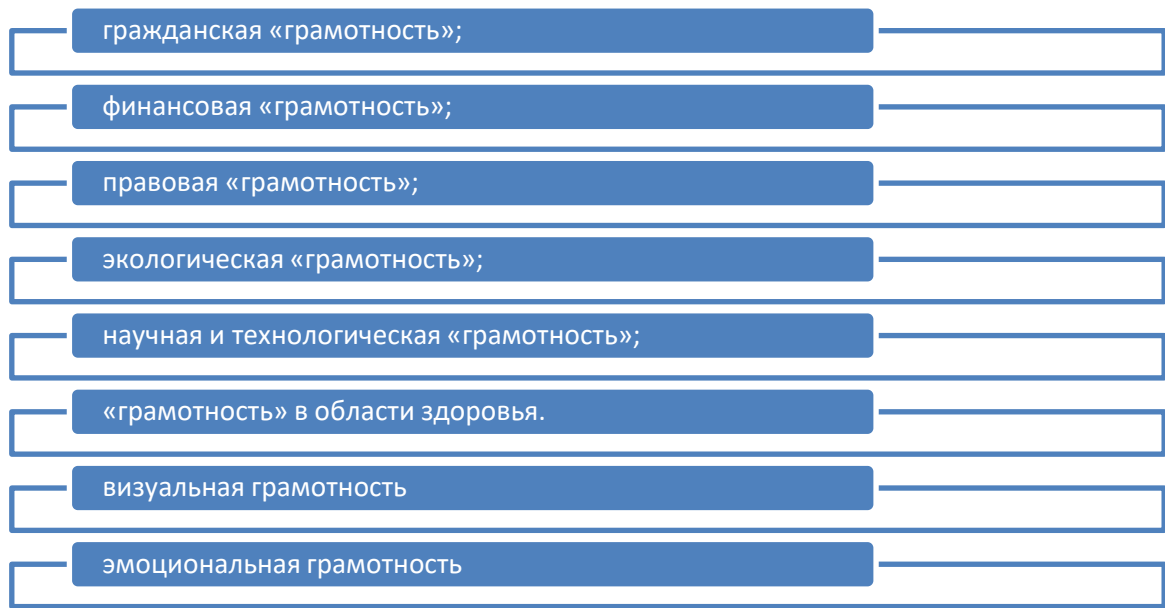 гражданская «грамотность»;
финансовая «грамотность»;
правовая «грамотность»;
экологическая «грамотность»;
научная и технологическая «грамотность»;
«грамотность» в области здоровья.
визуальная грамотность
эмоциональная грамотность